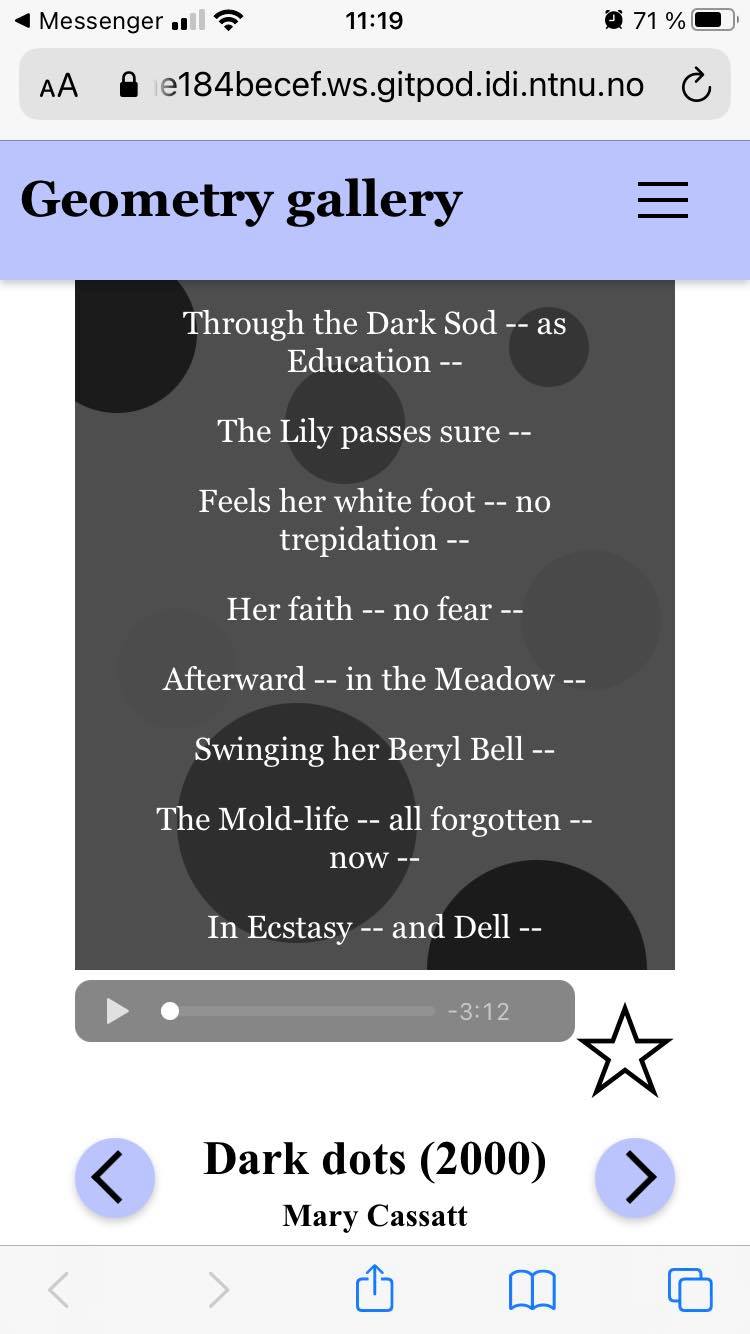 Messenger 11:19 71 %
AA e184becef.ws.gitpod.idi.ntnu.no
Geometry gallery
Through the Dark Sod -- as
Education --
The Lily passes sure --
Feels her white foot -- no
trepidation --
Her faith -- no fear --
Afterward -- in the Meadow --
Swinging her Beryl Bell --
The Mold-life -- all forgotten --
now --
In Ecstasy -- and Dell --
-3:12
Dark dots (2000)
Mary Cassatt